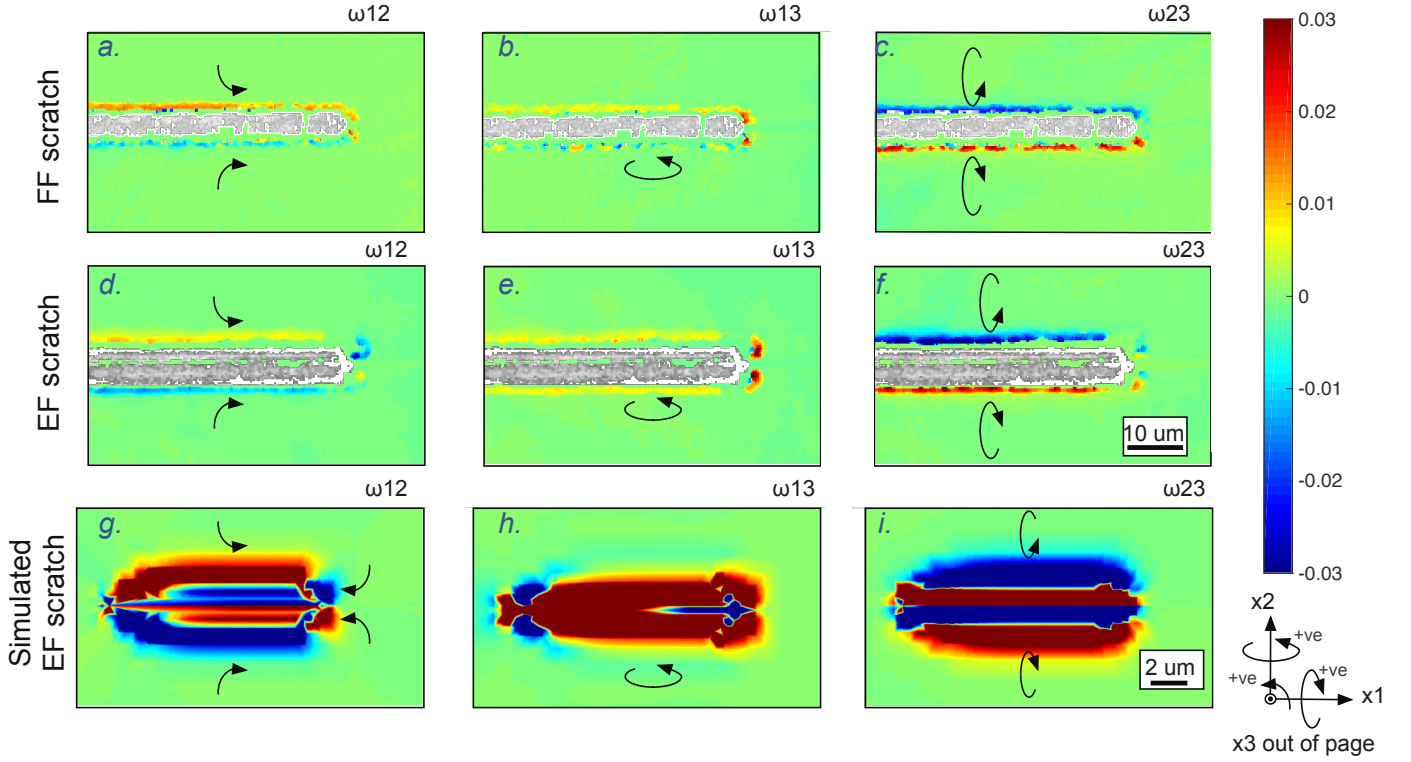 ω12
ω13
ω23
FF scratch
a.
b.
c.
ω12
ω13
ω23
EF scratch
d.
e.
f.
10 um
ω12
ω13
ω23
Simulated
EF scratch
g.
h.
i.
2 um
0.03
0.03
0.02
0.01
0
-0.01
-0.02
-0.03
x2
+ve
+ve
+ve
x1
x3 out of page